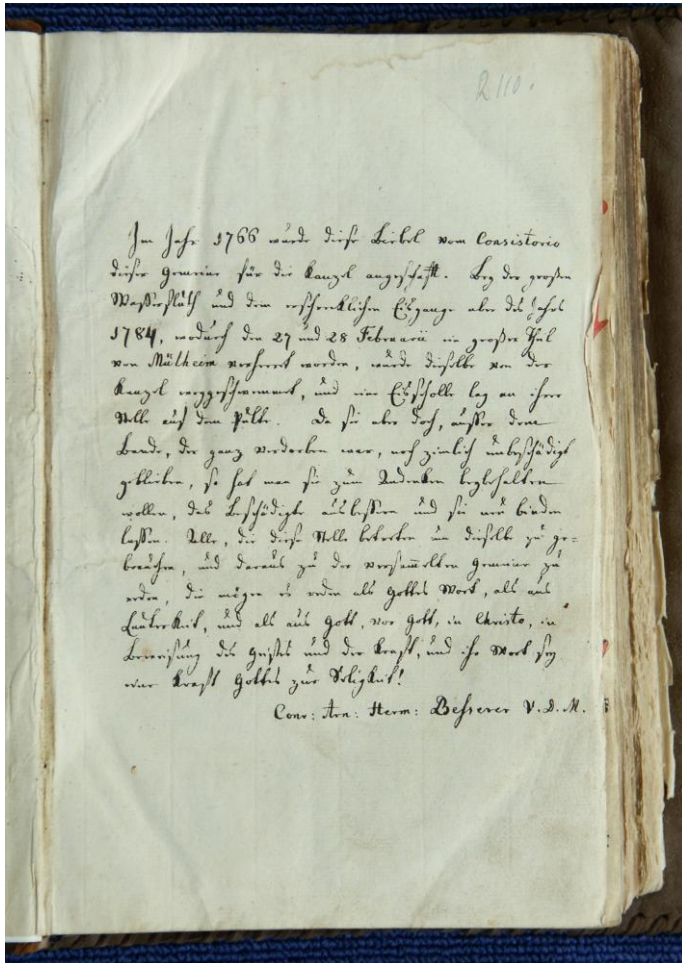 2110.
Im Jahr 1766 wurde diese Biebel vom Consistorio
dieser Gemeine für die Kanzel angeschafft. Bey der großen
Wasserfluth und dem erschrecklichen Eisgange aber des Jahrs
1784, wodurch den 27 und 28 Februarii ein großer Theil
von Mülheim verheeret worden, wurde dieselbe von der
Kanzel weggeschwemmet, und eine Eisscholle lag an ihrer
Stelle auf dem Pulte. Da sie aber doch, ausser dem
Bande, der ganz verdorben war, noch zimlich unbeschädigt
geblieben, so hat man sie zum Andenken beybehalten
wollen, das Beschädigte ausbessern und sie neu binden
lassen. Alle, die diese Stelle betreten um dieselbe zu ge-
brauchen, und daraus zu der versammelten Gemeine zu
reden, die mögen es reden als Gottes Wort, als aus
Lauterkeit, und als aus Gott, vor Gott, in Christo, in
Beweisung des Geistes und der Kraft, und ihr Wort sey
eine Kraft Gottes zur Seligkeit!
Conr: Arn: Herm: Besserer V. D. M.